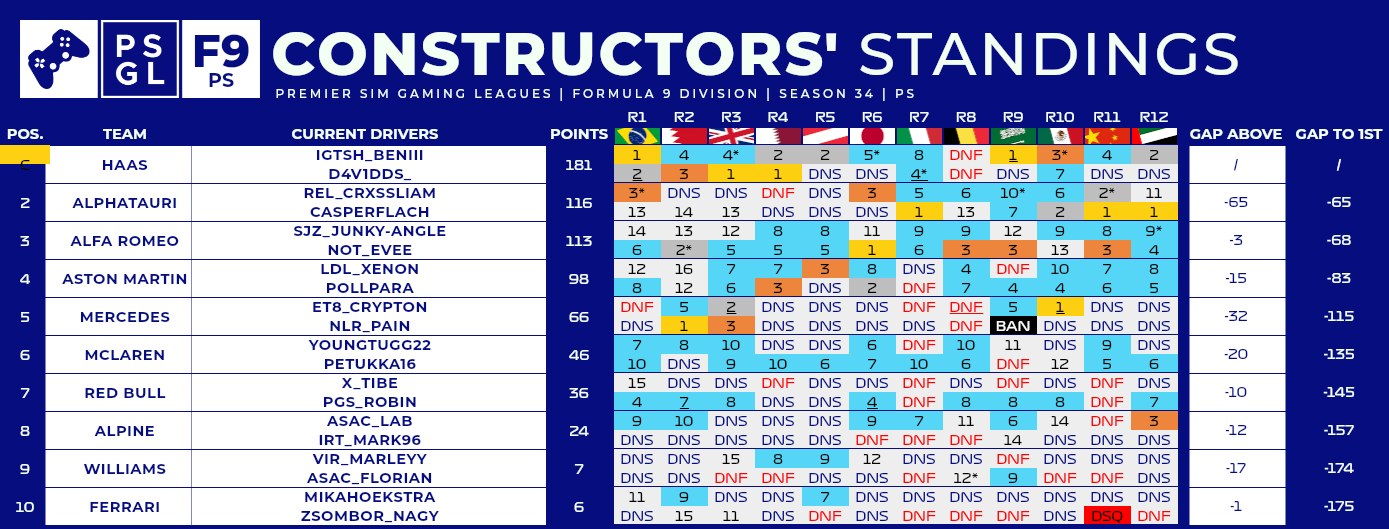 PS GL F9 PS CONSTRUCTORS' STANDINGS
PREMIER SIM GAMING LEAGUES | FORMULA 9 DIVISION | SEASON 34 | PS
R1 R2 R3 R4 R5 R6 R7 R8 R9 R10 R11 R12
POS. TEAM CURRENT DRIVERS POINTS GAP ABOVE GAP TO 1ST
HAAS 181 / /
IGTSH_BENIII 1 4 4* 2 2 5* 8 DNF 1 3* 4 2
D4V1DDS_ 2 3 1 1 DNS DNS 4* DNF DNS 7 DNS DNS
2 ALPHATAURI 116 -65 -65
REL_CRXSSLIAM 3* DNS DNS DNF DNS 3 5 6 10* 6 2* 11
CASPERFLACH 13 14 13 DNS DNS DNS 1 13 7 2 1 1
3 ALFA ROMEO 113 -3 -68
SJZ_JUNKY-ANGLE 14 13 12 8 8 11 9 9 12 9 8 9*
NOT_EVEE 6 2* 5 5 5 1 6 3 3 13 3 4
4 ASTON MARTIN 98 -15 -83
LDL_XENON 12 16 7 7 3 8 DNS 4 DNF 10 7 8
POLLPARA 8 12 6 3 DNS 2 DNF 7 4 4 6 5
5 MERCEDES 66 -32 -115
ET8_CRYPTON DNF 5 2 DNS DNS DNS DNS DNF 5 1 DNS DNS
NLR_PAIN DNS 1 3 DNS DNS DNS DNS DNF BAN DNS DNS DNS
6 MCLAREN 46 -20 -135
YOUNGTUGG22 7 8 10 DNS DNS 6 DNF 10 11 DNS 9 DNS
PETUKKA16 10 DNS 9 10 6 7 10 6 DNF 12 5 6
7 RED BULL 36 -10 -145
X_TIBE 15 DNS DNS DNF DNS DNS DNF DNS DNF DNS DNF DNS
PGS_ROBIN 4 7 8 DNS DNS 4 DNF 8 8 8 DNF 7
8 ALPINE 24 -12 -157
ASAC_LAB 9 10 DNS DNS DNS 9 7 11 6 14 DNF 3
IRT_MARK96 DNS DNS DNS DNS DNS DNF DNF DNF 14 DNS DNS DNS
9 WILLIAMS 7 -17 -174
VIR_MARLEYY DNS DNS 15 8 9 12 DNS DNS DNF DNS DNS DNS
ASAC_FLORIAN DNS DNS DNF DNF DNS DNS DNF 12* 9 DNF DNF DNS
10 FERRARI 6 -1 -175
MIKAHOEKSTRA 11 9 DNS DNS 7 DNS DNS DNS DNS DNS DNS DNS
ZSOMBOR_NAGY DNS 15 11 DNS DNF DNS DNF DNF DNF DNS DSQ DNF